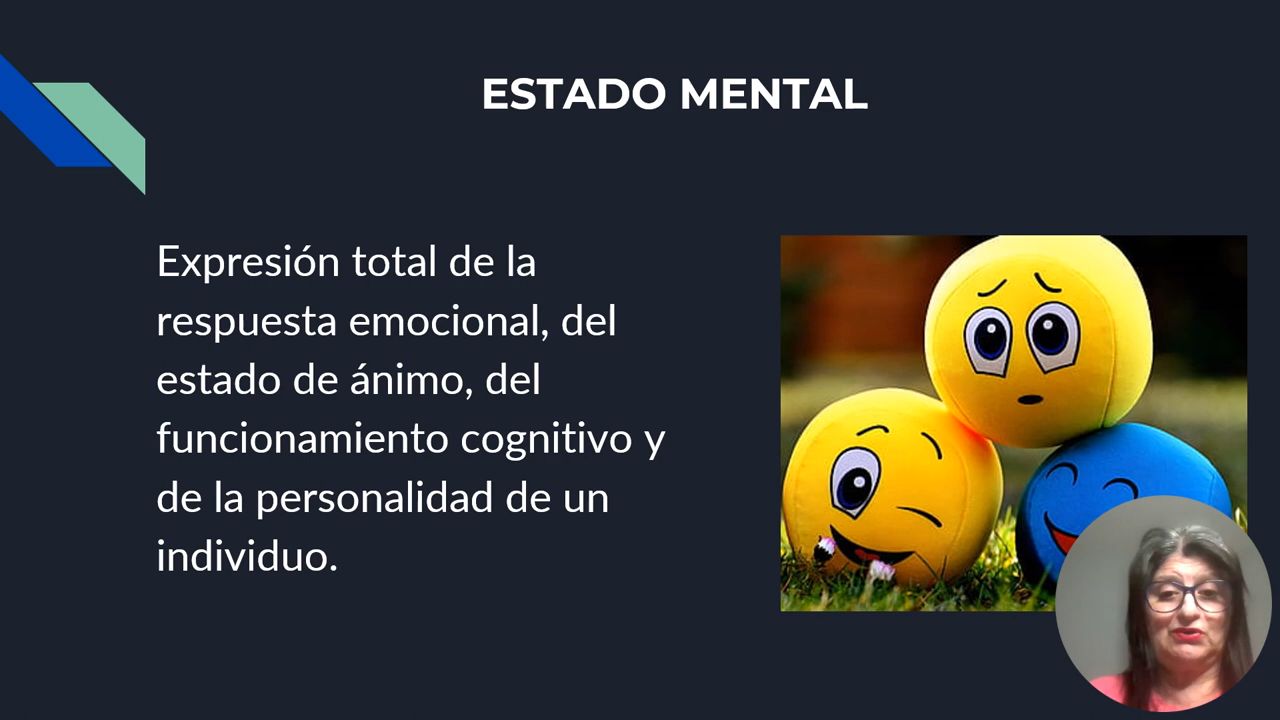 ESTADO MENTAL
Expresión total de la
respuesta emocional, del
estado de ánimo, del
funcionamiento cognitivo y
de la personalidad de un
individuo.